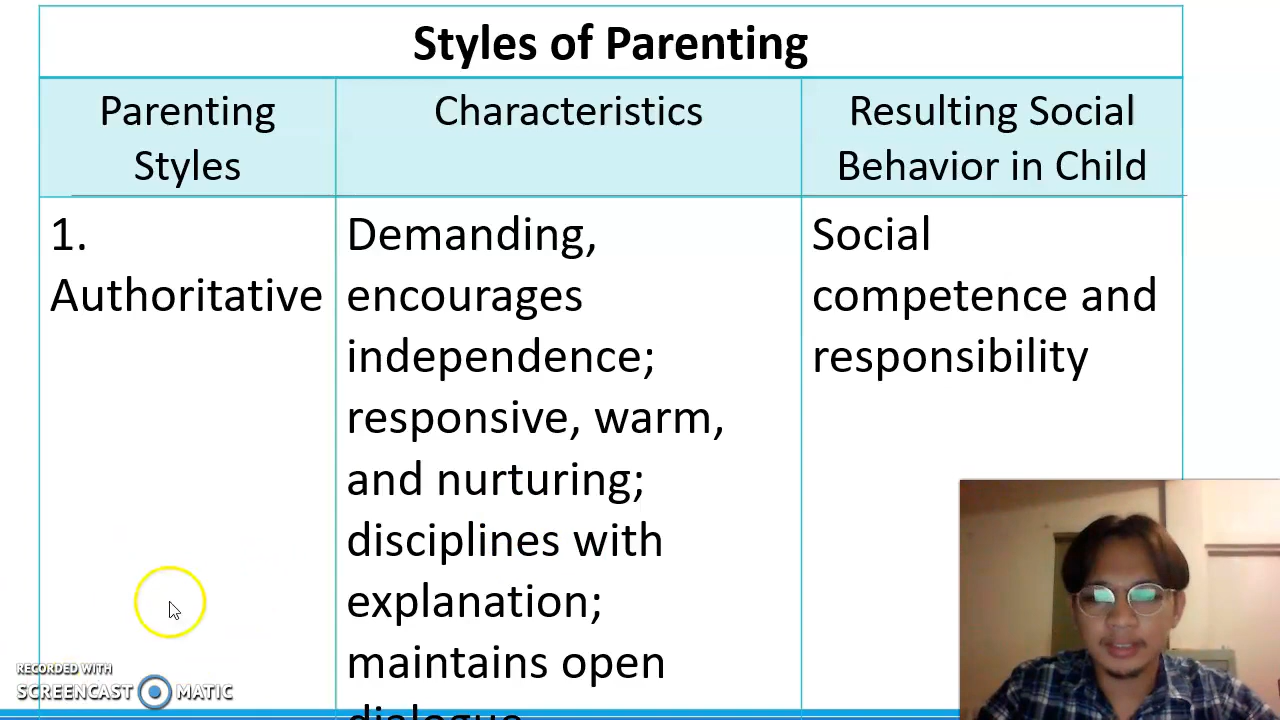 Styles of Parenting
Parenting
Styles
Characteristics
Resulting Social
Behavior in Child
1.
Authoritative
Demanding,
encourages
independence;
responsive, warm,
and nurturing;
disciplines with
explanation;
maintains open
dialogue
Social
competence and
responsibility
RECORDED WITH
SCREENCAST MATIC